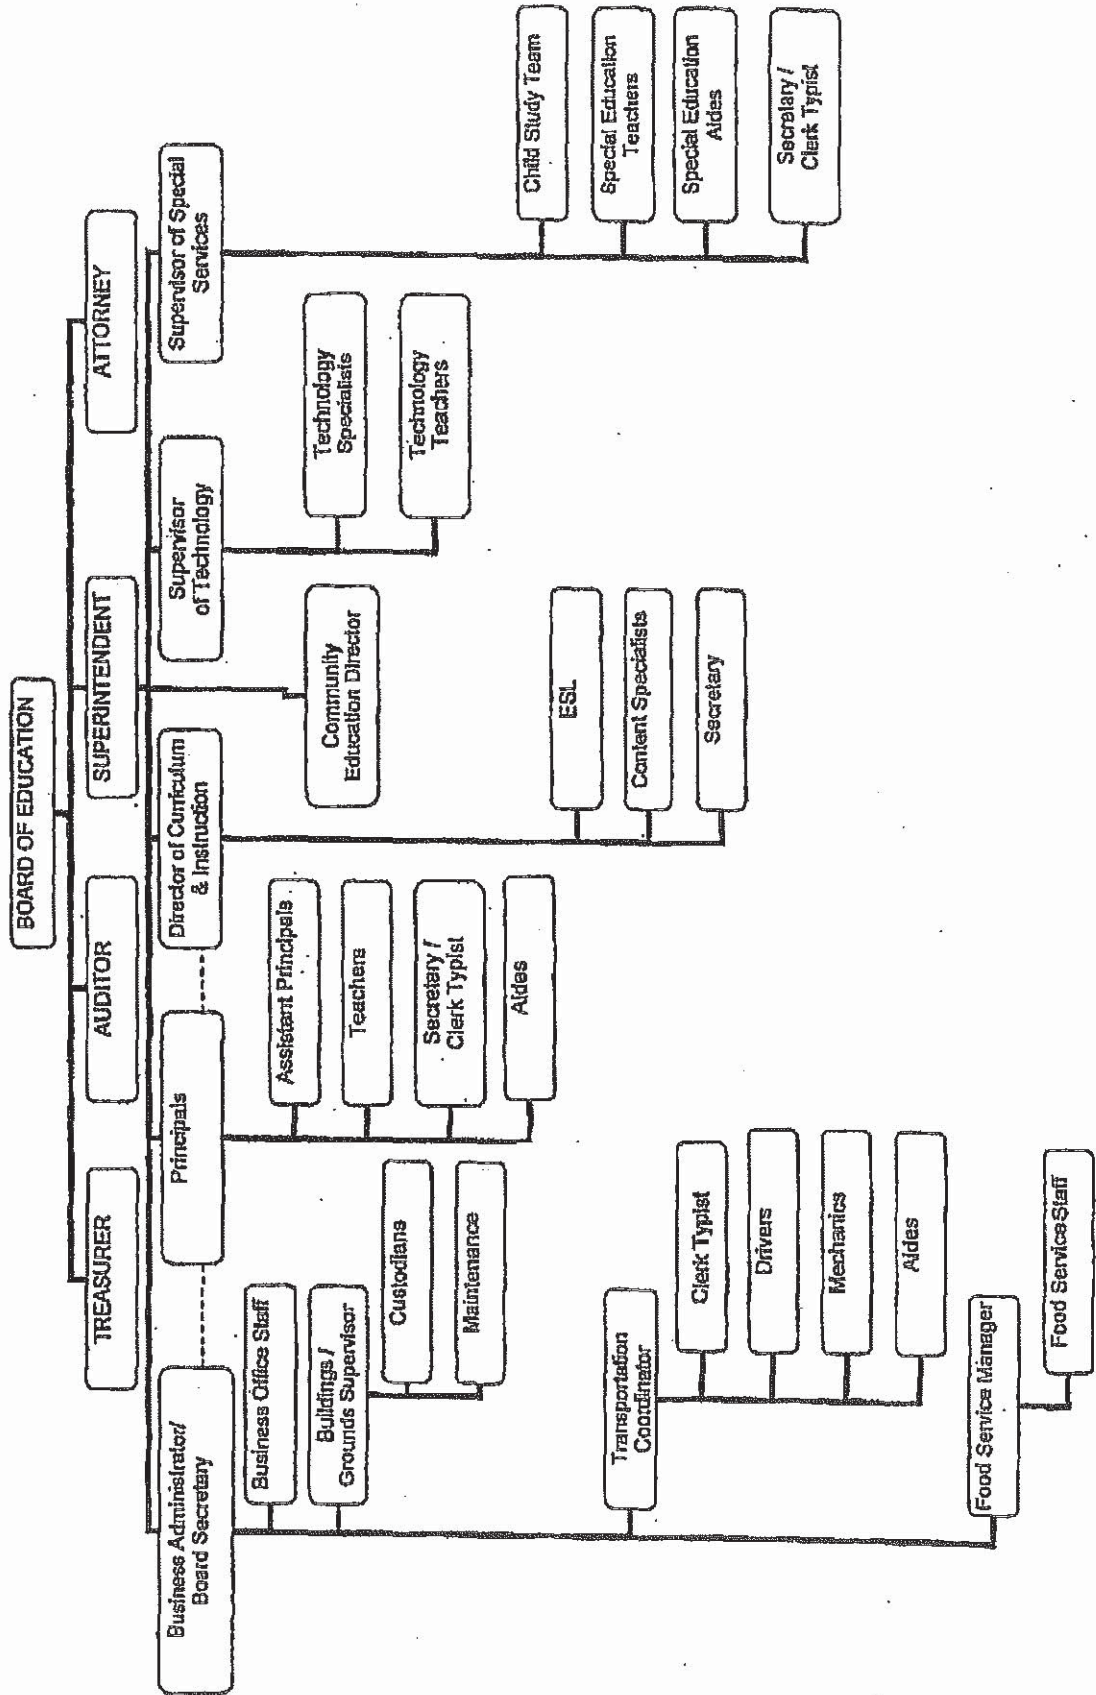 BOARD OF EDUCATION
TREASURER
AUDITOR
SUPERINTENDENT
ATTORNEY
Business Administrator/
Board Secretary
Principals
Director of Curriculum
& Instruction
Supervisor
of Technology
Supervisor of Special
Services
Business Office Staff
Buildings /
Grounds Supervisor
Custodians
Maintenance
Transportation
Coordinator
Clerk Typist
Drivers
Mechanics
Aides
Food Service Manager
Food Service Staff
Assistant Principals
Teachers
Secretary /
Clerk Typist
Aides
ESL
Content Specialists
Secretary
Community
Education Director
Technology
Specialists
Technology
Teachers
Child Study Team
Special Education
Teachers
Special Education
Aides
Secretary /
Clerk Typist